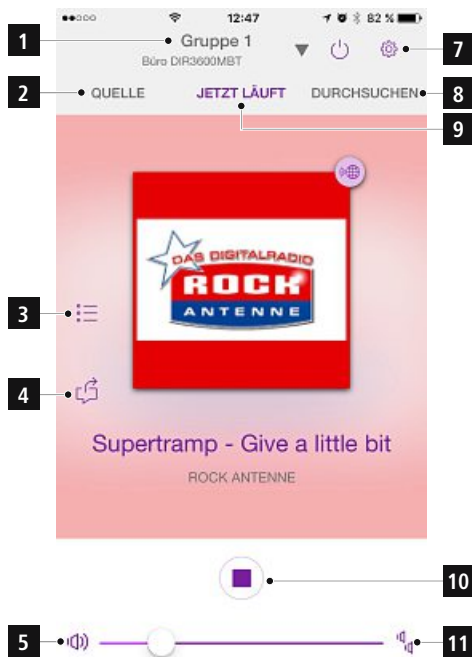 12:47
82 %
1
Gruppe 1
7
Büro DIR3600MBT
2
QUELLE
JETZT LÄUFT
DURCHSUCHEN
8
9
DAS DIGITALRADIO
ROCK
ANTENNE
3
4
Supertramp - Give a little bit
ROCK ANTENNE
10
5
11